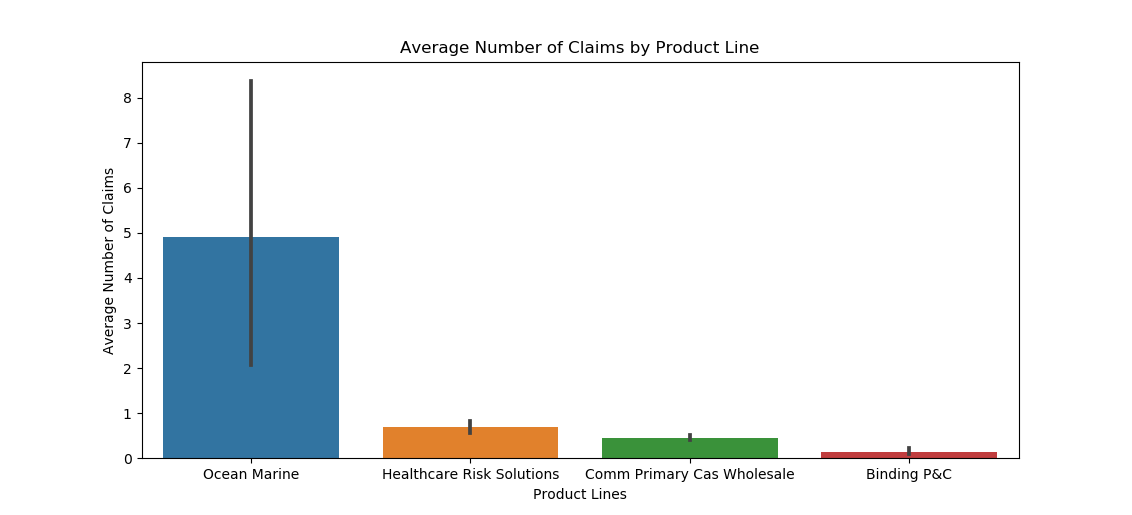 Average Number of Claims by Product Line
Average Number of Claims
8
7
6
5
4
3
2
1
0
Ocean Marine
Healthcare Risk Solutions
Comm Primary Cas Wholesale
Binding P&C
Product Lines